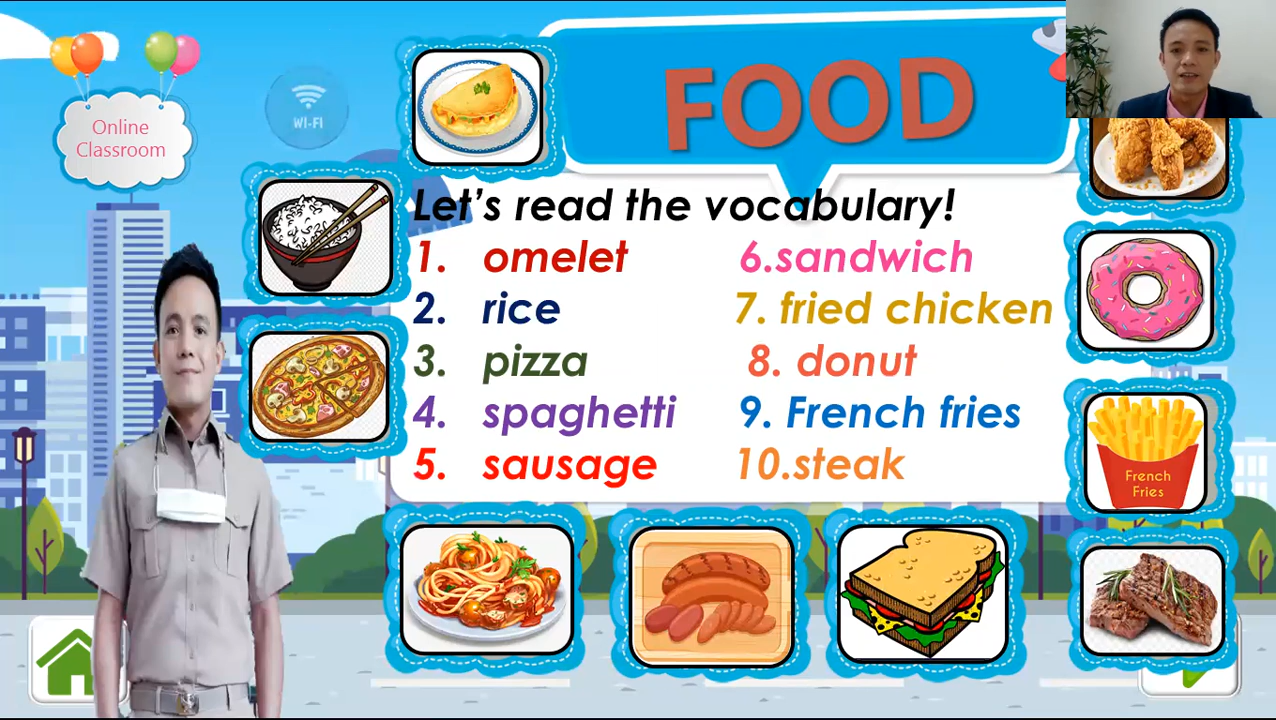 Online
Classroom
WI-FI
FOOD
Let's read the vocabulary!
1. omelet
2. rice
3. pizza
4. spaghetti
5. sausage
6.sandwich
7. fried chicken
8. donut
9. French fries
10.steak
French
Fries